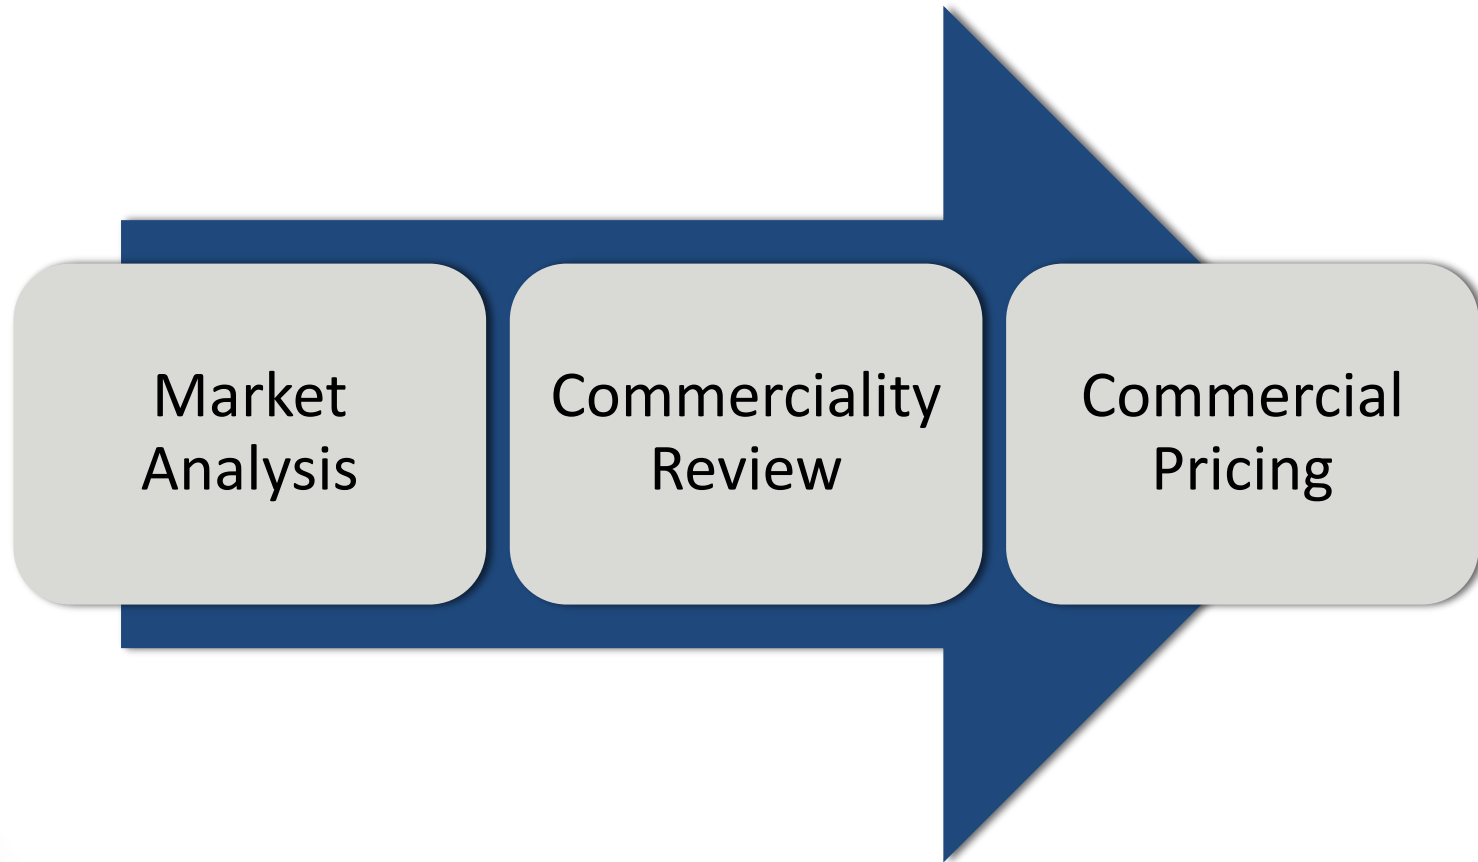 Market
Analysis
Commerciality
Review
Commercial
Pricing